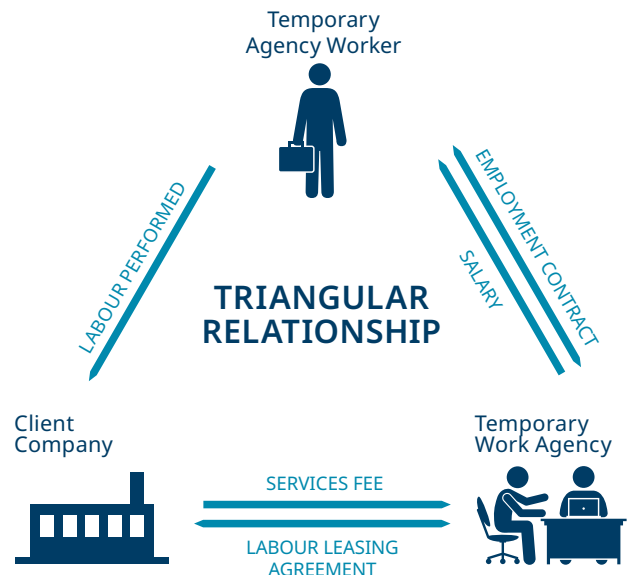 Temporary
Agency Worker
LABOUR PERFORMED
EMPLOYMENT CONTRACT
SALARY
TRIANGULAR
RELATIONSHIP
Client
Company
Temporary
Work Agency
SERVICES FEE
LABOUR LEASING
AGREEMENT